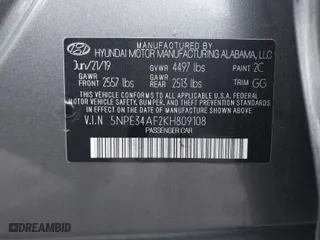 MANUFACTURED BY
HYUNDAI MOTOR MANUFACTURING ALABAMA, LLC
Jun/21/19 GVWR 4497 lbs PAINT 2C
GAWR FRONT 2557 lbs GAWR REAR 2513 lbs TRIM GG
THIS VEHICLE CONFORMS TO ALL APPLICABLE
U.S.A. FEDERAL MOTOR VEHICLE SAFETY, BUMPER,
AND THEFT PREVENTION STANDARDS IN EFFECT ON
THE DATE OF MANUFACTURE SHOWN ABOVE.
V.I.N 5NPE34AF2KH809108
PASSENGER CAR
DREAMBID